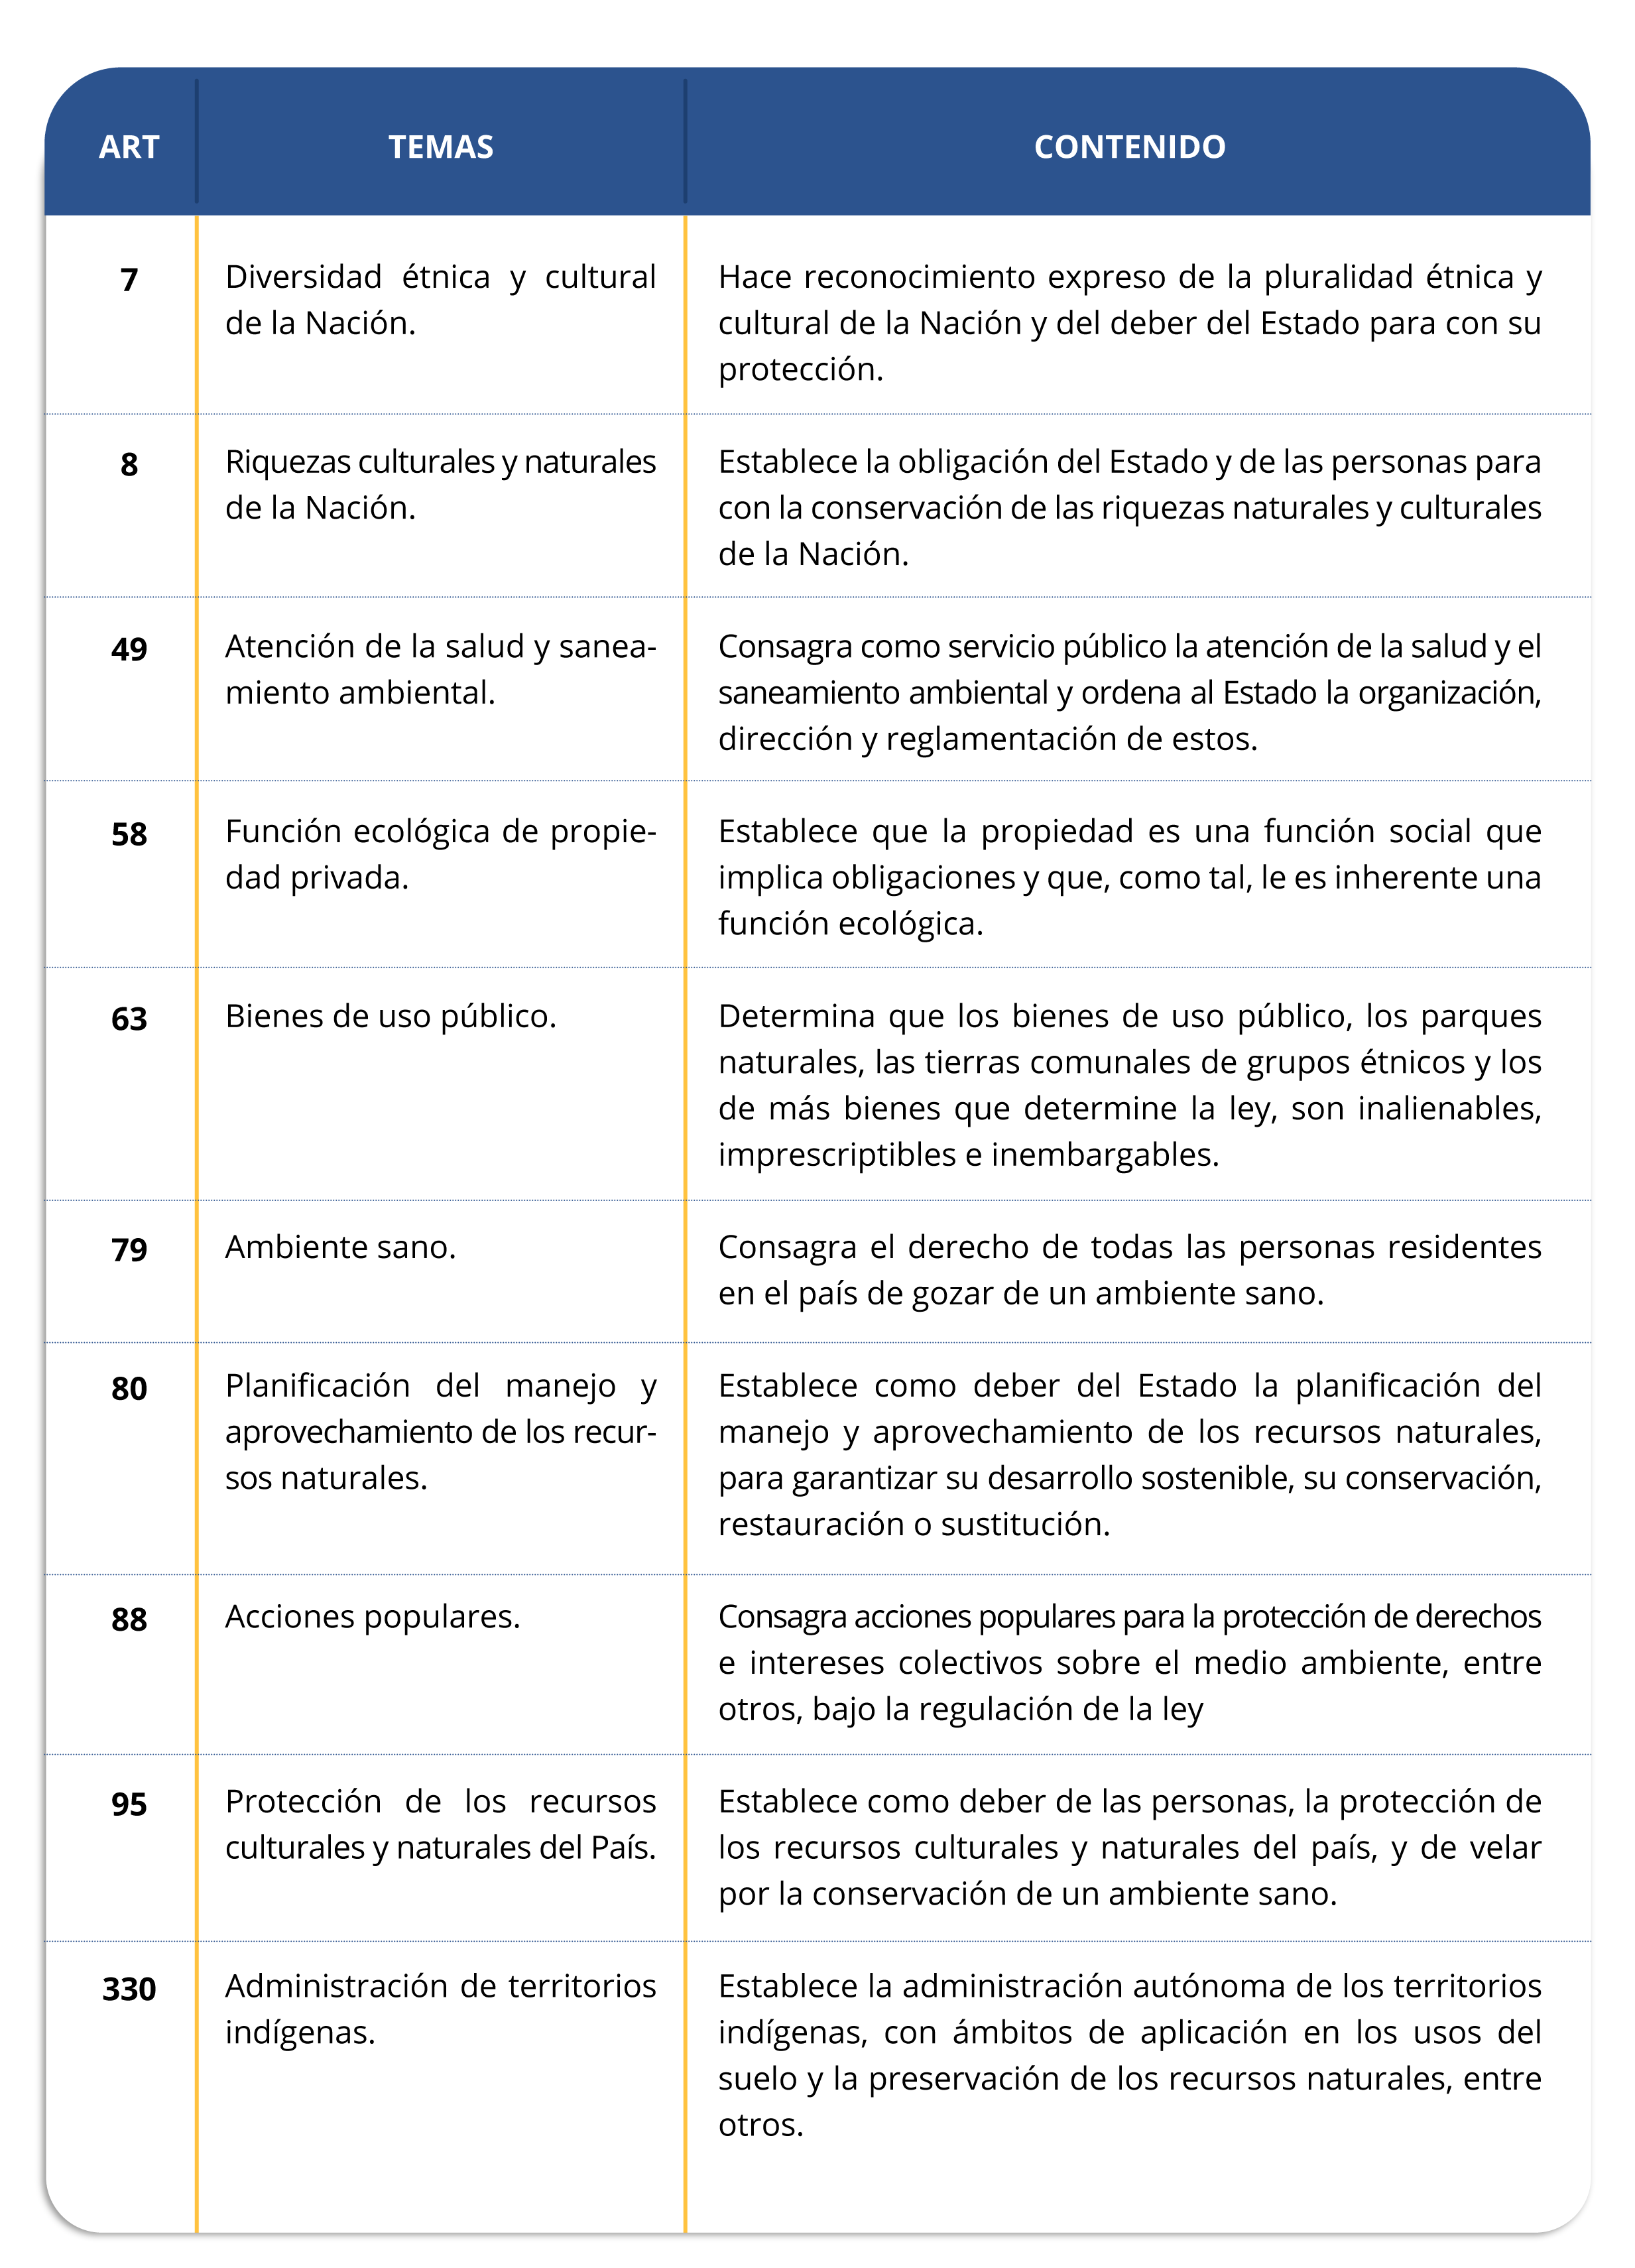 ART TEMAS CONTENIDO
7 Diversidad étnica y cultural
de la Nación.
Hace reconocimiento expreso de la pluralidad étnica y
cultural de la Nación y del deber del Estado para con su
protección.
8 Riquezas culturales y naturales
de la Nación.
Establece la obligación del Estado y de las personas para
con la conservación de las riquezas naturales y culturales
de la Nación.
49 Atención de la salud y sanea-
miento ambiental.
Consagra como servicio público la atención de la salud y el
saneamiento ambiental y ordena al Estado la organización,
dirección y reglamentación de estos.
58 Función ecológica de propie-
dad privada.
Establece que la propiedad es una función social que
implica obligaciones y que, como tal, le es inherente una
función ecológica.
63 Bienes de uso público.
Determina que los bienes de uso público, los parques
naturales, las tierras comunales de grupos étnicos y los
de más bienes que determine la ley, son inalienables,
imprescriptibles e inembargables.
79 Ambiente sano.
Consagra el derecho de todas las personas residentes
en el país de gozar de un ambiente sano.
80 Planificación del manejo y
aprovechamiento de los recur-
sos naturales.
Establece como deber del Estado la planificación del
manejo y aprovechamiento de los recursos naturales,
para garantizar su desarrollo sostenible, su conservación,
restauración o sustitución.
88 Acciones populares.
Consagra acciones populares para la protección de derechos
e intereses colectivos sobre el medio ambiente, entre
otros, bajo la regulación de la ley
95 Protección de los recursos
culturales y naturales del País.
Establece como deber de las personas, la protección de
los recursos culturales y naturales del país, y de velar
por la conservación de un ambiente sano.
330 Administración de territorios
indígenas.
Establece la administración autónoma de los territorios
indígenas, con ámbitos de aplicación en los usos del
suelo y la preservación de los recursos naturales, entre
otros.